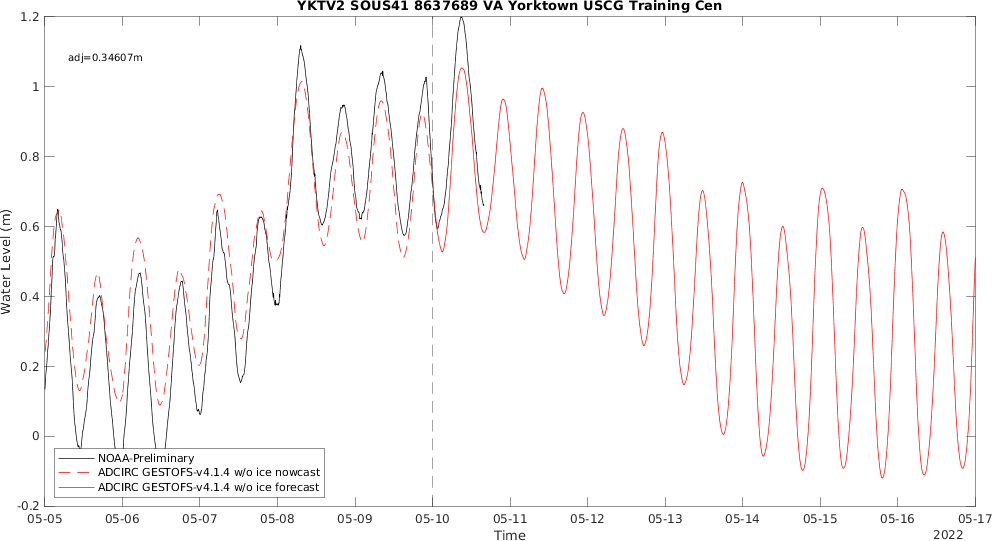 YKTV2 SOUS41 8637689 VA Yorktown USCG Training Cen
adj=0.34607m
Water Level (m)
1.2
1
0.8
0.6
0.4
0.2
0
-0.2
NOAA-Preliminary
ADCIRC GESTOFS-v4.1.4 w/o ice nowcast
ADCIRC GESTOFS-v4.1.4 w/o ice forecast
05-05 05-06 05-07 05-08 05-09 05-10 05-11 05-12 05-13 05-14 05-15 05-16 05-17
Time
2022